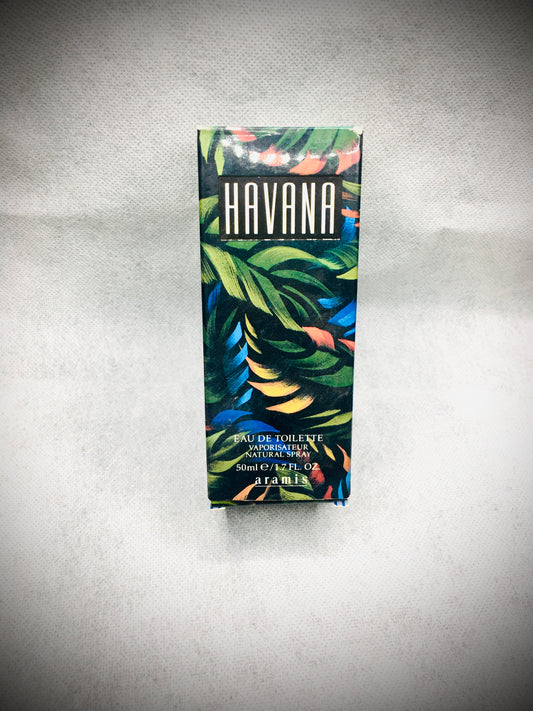 HAVANA
EAU DE TOILETTE
VAPORISATEUR
NATURAL SPRAY
50ml ℮/1.7 FL. OZ.
aramis